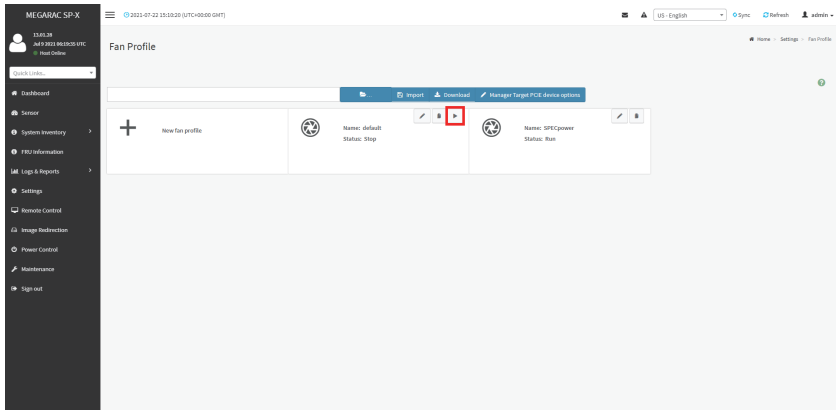 MEGARAC SP-X
2021-07-22 15:10:20 (UTC+00:00 GMT)
US - English
Sync
Refresh
admin
13.01.28
Jul 9 2021 06:19:35 UTC
Host Online
Quick Links...
Dashboard
Sensor
System Inventory
FRU Information
Logs & Reports
Settings
Remote Control
Image Redirection
Power Control
Maintenance
Sign out
Fan Profile
Home > Settings > Fan Profile
...
Import
Download
Manager Target PCIE device options
New fan profile
Name: default
Status: Stop
Name: SPECpower
Status: Run